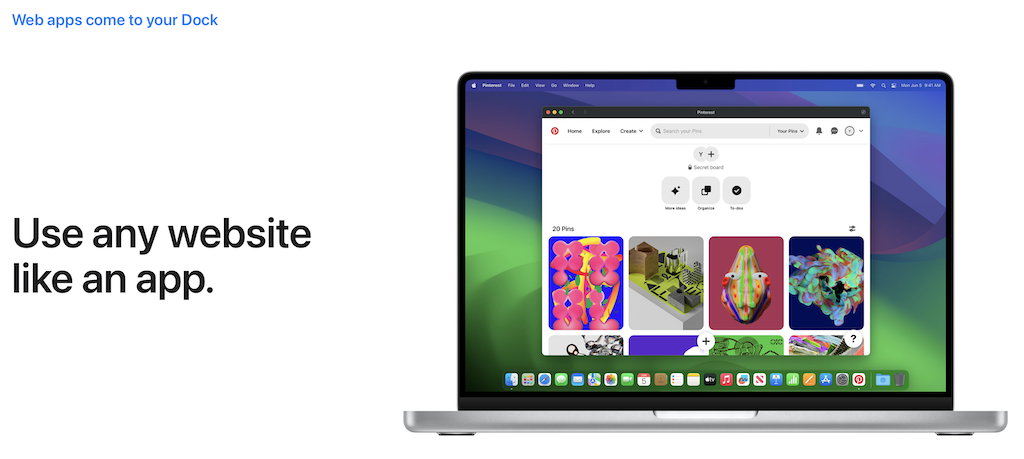 Web apps come to your Dock
Use any website
like an app.
Pinterest File Edit View Go Window Help
Mon Jun 5 9:41 AM
Pinterest
Home Explore Create Search your Pins Your Pins
Y +
Secret board
More ideas Organize To-dos
20 Pins
+ ?
5
tv